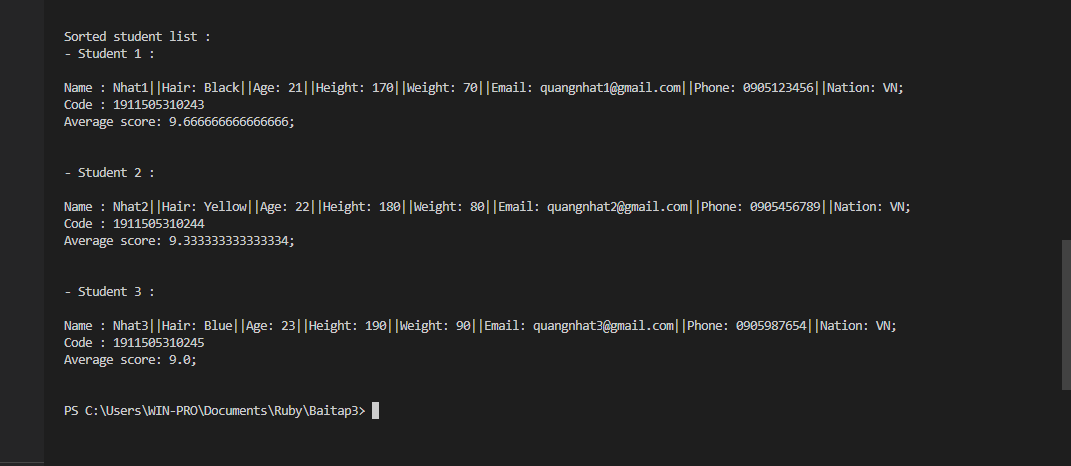 Sorted student list :
- Student 1 :
Name : Nhat1||Hair: Black||Age: 21||Height: 170||Weight: 70||Email: quangnhat1@gmail.com||Phone: 0905123456||Nation: VN;
Code : 1911505310243
Average score: 9.666666666666666;
- Student 2 :
Name : Nhat2||Hair: Yellow||Age: 22||Height: 180||Weight: 80||Email: quangnhat2@gmail.com||Phone: 0905456789||Nation: VN;
Code : 1911505310244
Average score: 9.333333333333334;
- Student 3 :
Name : Nhat3||Hair: Blue||Age: 23||Height: 190||Weight: 90||Email: quangnhat3@gmail.com||Phone: 0905987654||Nation: VN;
Code : 1911505310245
Average score: 9.0;
PS C:\Users\WIN-PRO\Documents\Ruby\Baitap3>